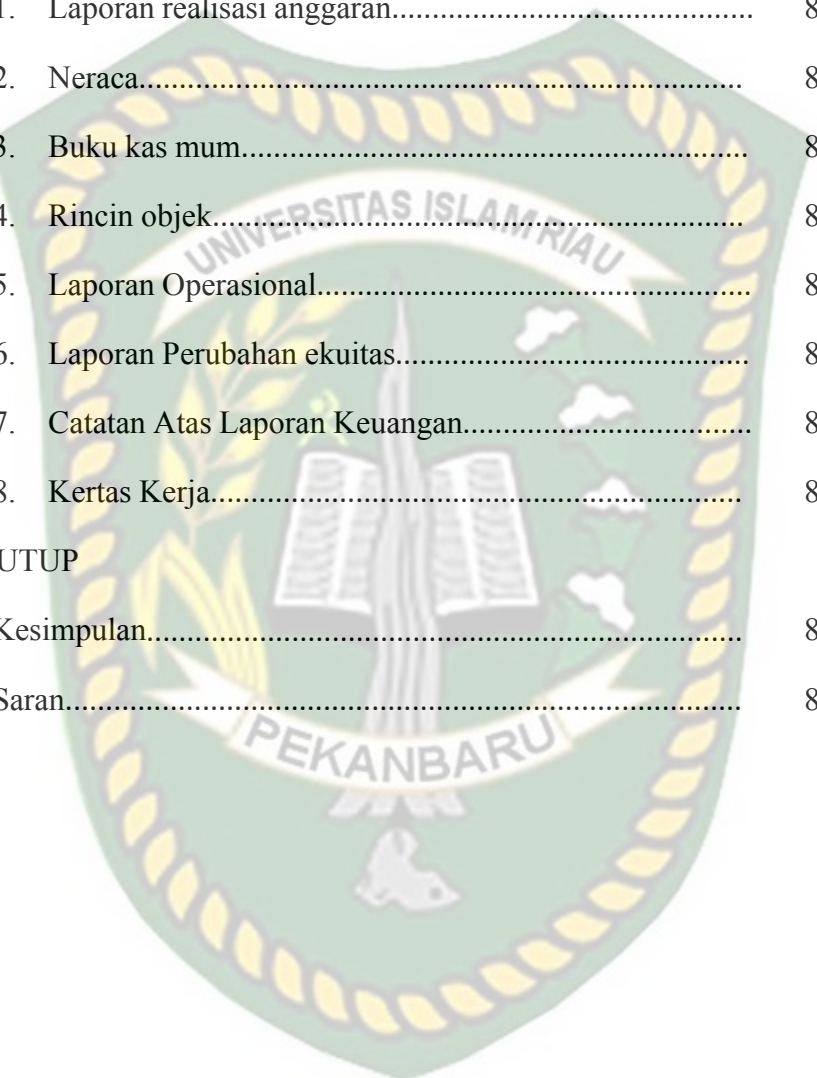 1. Laporan realisasi anggaran.................................................. 8
2. Neraca.................................................................................. 8
3. Buku kas mum..................................................................... 8
4. Rincin objek........................................................................ 8
UNIVERSITAS ISLAM RIAU
5. Laporan Operasional............................................................ 8
6. Laporan Perubahan ekuitas................................................. 8
7. Catatan Atas Laporan Keuangan........................................ 8
8. Kertas Kerja........................................................................ 8
UTUP
Kesimpulan................................................................................ 8
Saran........................................................................................... 8
PEKANBARU